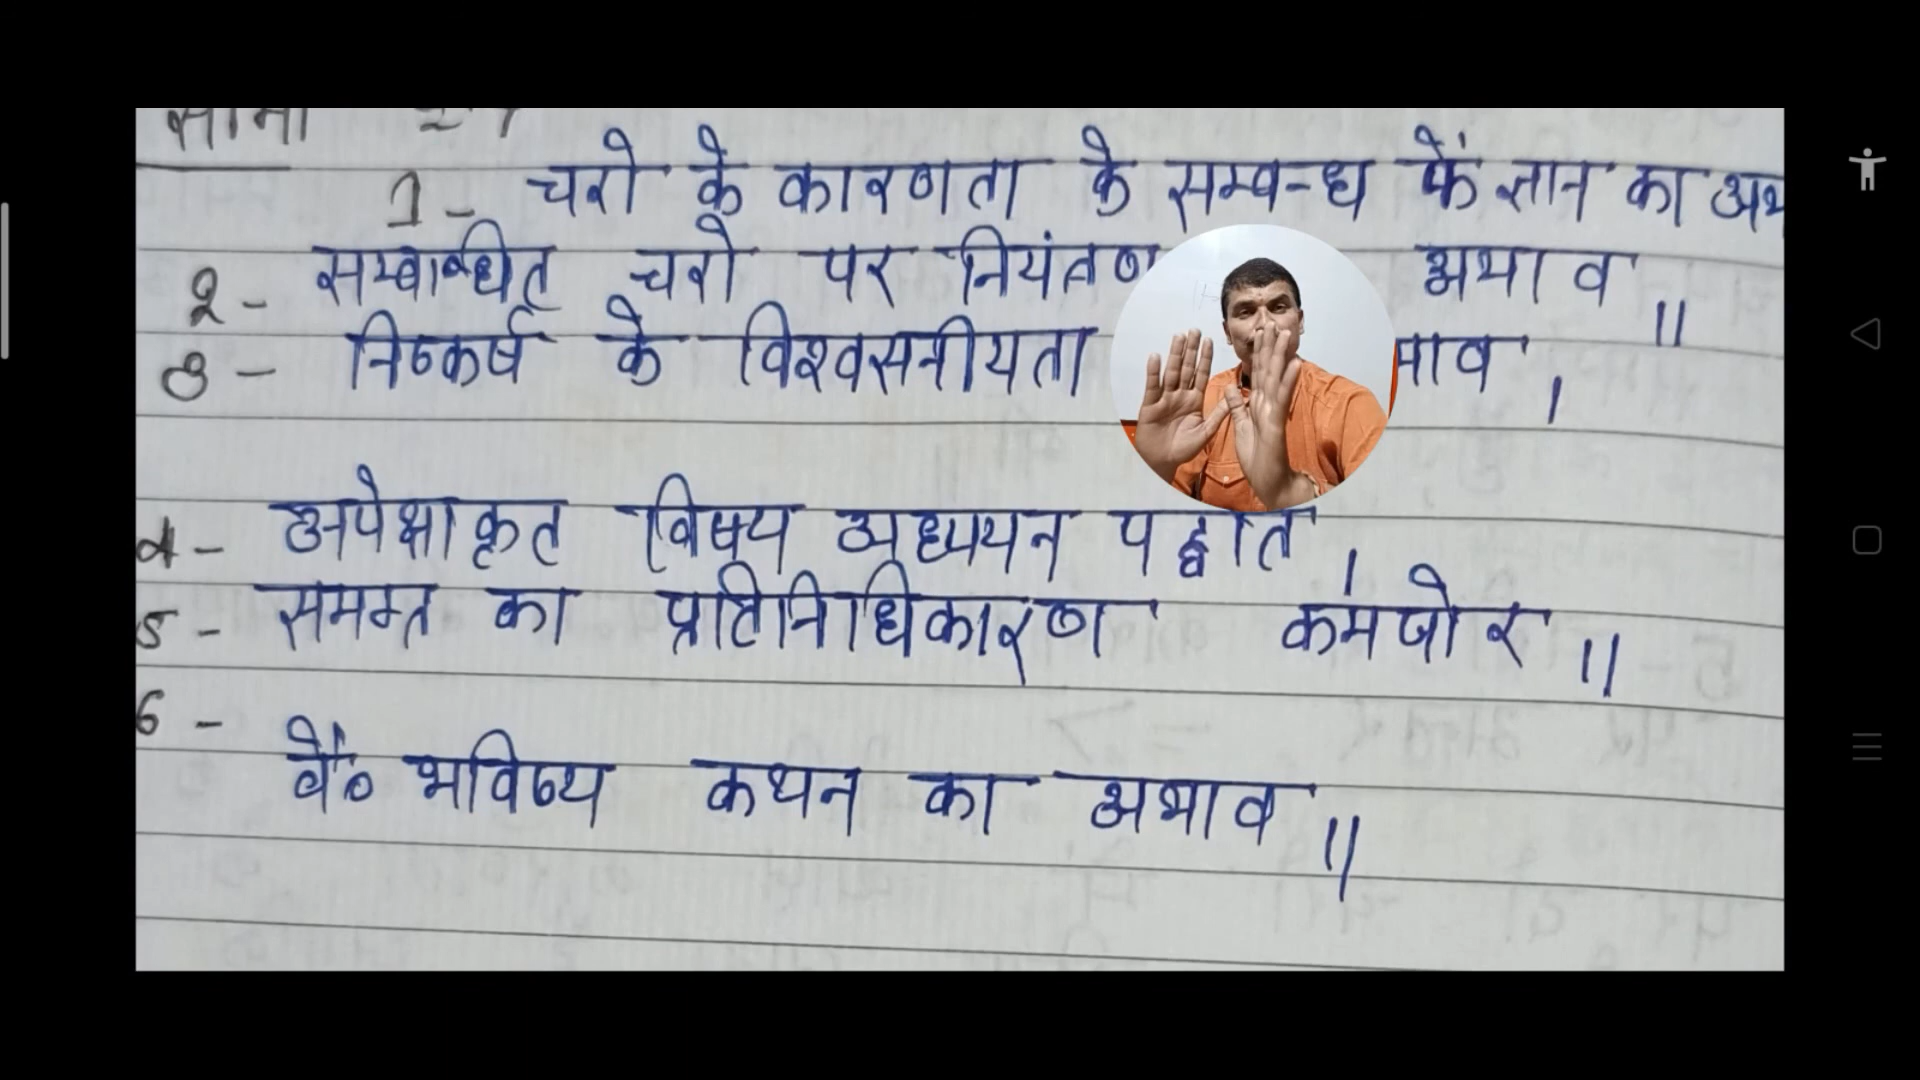 सीमा
1- चरो के कारणता के सम्बन्ध में ज्ञान का
2- सम्बन्धित चरो पर नियंत्रण अभाव ॥
3- निष्कर्ष के विश्वसनीयता ।
4- अपेक्षाकृत विषय अध्ययन पद्धति ।
5- समग्र का प्रतिनिधिकारण कमजोर ॥
6-
वै० भविष्य कथन का अभाव ॥